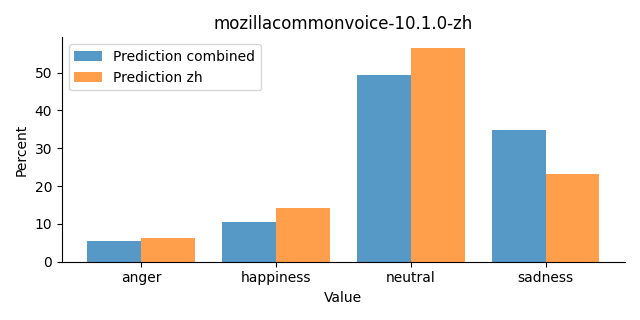 mozillacommonvoice-10.1.0-zh
Prediction combined
Prediction zh
Percent
50
40
30
20
10
0
anger happiness neutral sadness
Value